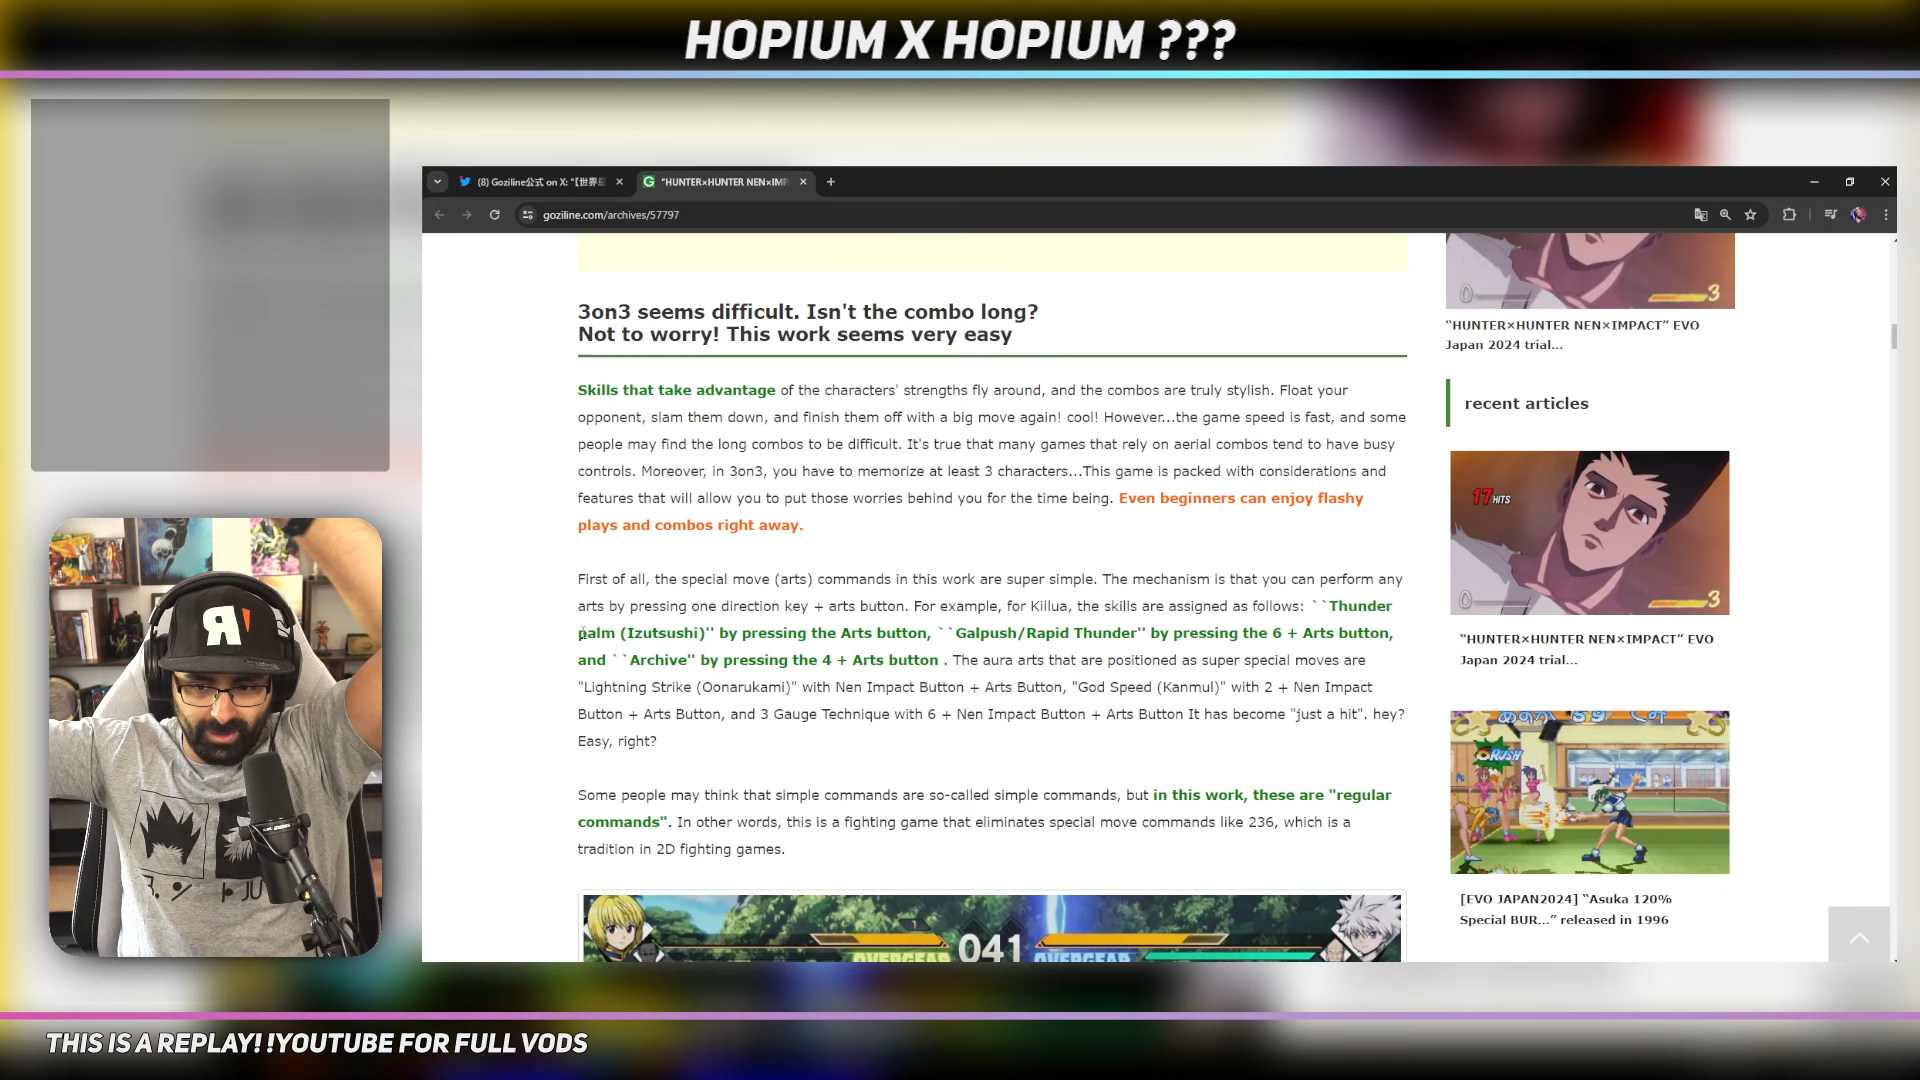 HOPIUM X HOPIUM ???
(8) Goziline公式 on X: "【世界
"HUNTER×HUNTER NEN×IMP
goziline.com/archives/57797
3on3 seems difficult. Isn't the combo long?
Not to worry! This work seems very easy
Skills that take advantage of the characters' strengths fly around, and the combos are truly stylish. Float your
opponent, slam them down, and finish them off with a big move again! cool! However...the game speed is fast, and some
people may find the long combos to be difficult. It's true that many games that rely on aerial combos tend to have busy
controls. Moreover, in 3on3, you have to memorize at least 3 characters...This game is packed with considerations and
features that will allow you to put those worries behind you for the time being. Even beginners can enjoy flashy
plays and combos right away.
First of all, the special move (arts) commands in this work are super simple. The mechanism is that you can perform any
arts by pressing one direction key + arts button. For example, for Killua, the skills are assigned as follows: ``Thunder
palm (Izutsushi)'' by pressing the Arts button, ``Galpush/Rapid Thunder'' by pressing the 6 + Arts button,
and ``Archive'' by pressing the 4 + Arts button . The aura arts that are positioned as super special moves are
"Lightning Strike (Oonarukami)" with Nen Impact Button + Arts Button, "God Speed (Kanmul)" with 2 + Nen Impact
Button + Arts Button, and 3 Gauge Technique with 6 + Nen Impact Button + Arts Button It has become "just a hit". hey?
Easy, right?
Some people may think that simple commands are so-called simple commands, but in this work, these are "regular
commands". In other words, this is a fighting game that eliminates special move commands like 236, which is a
tradition in 2D fighting games.
1
041
OVERGEAR
OVERGEAR
0
3
"HUNTER×HUNTER NEN×IMPACT" EVO
Japan 2024 trial...
recent articles
17 HITS
0
3
"HUNTER×HUNTER NEN×IMPACT" EVO
Japan 2024 trial...
59
RUSH
[EVO JAPAN2024] "Asuka 120%
Special BUR..." released in 1996
THIS IS A REPLAY! !YOUTUBE FOR FULL VODS